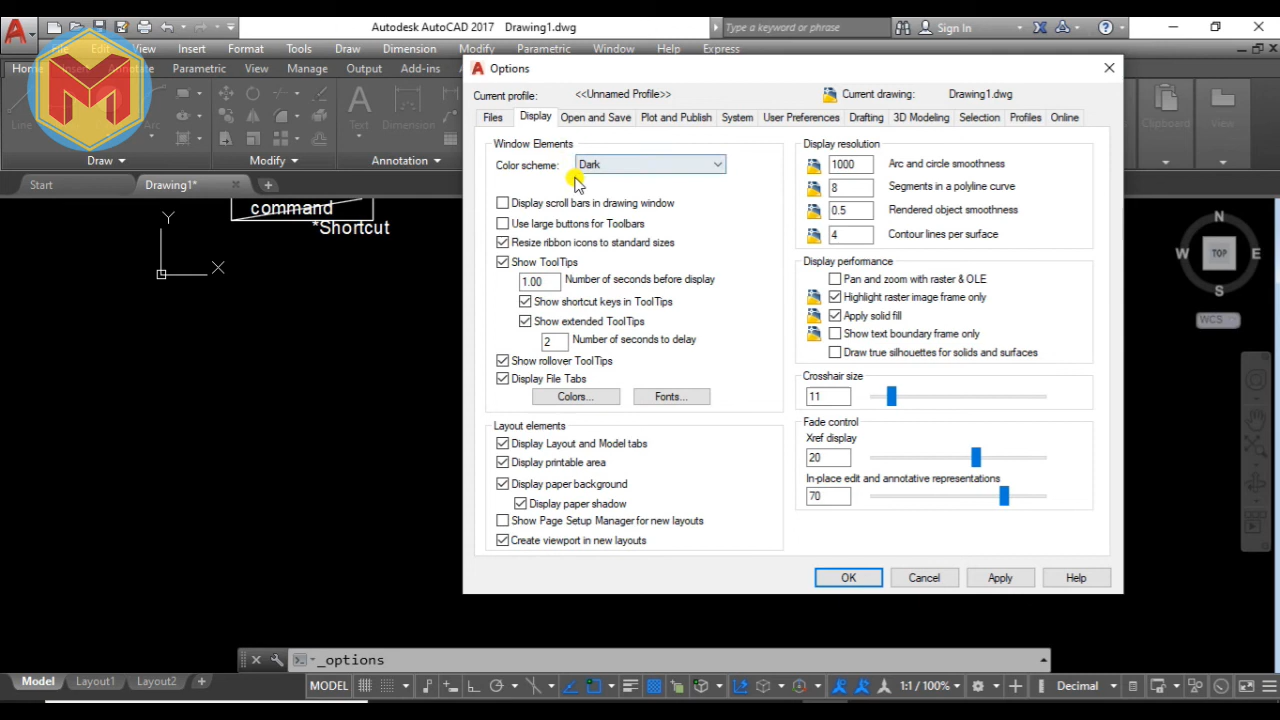 Autodesk AutoCAD 2017 Drawing1.dwg
Type a keyword or phrase
Sign In
View Insert Format Tools Draw Dimension Modify Parametric Window Help Express
Parametric View Manage Output Add-ins
Line
Arc
Text
Dimension
Clipboard
View
Draw
Modify
Annotation
Start
Drawing1*
command
*Shortcut
Y
X
Options
Current profile: <<Unnamed Profile>>
Current drawing: Drawing1.dwg
Files Display Open and Save Plot and Publish System User Preferences Drafting 3D Modeling Selection Profiles Online
Window Elements
Color scheme: Dark
Display scroll bars in drawing window
Use large buttons for Toolbars
Resize ribbon icons to standard sizes
Show ToolTips
1.00 Number of seconds before display
Show shortcut keys in ToolTips
Show extended ToolTips
2 Number of seconds to delay
Show rollover ToolTips
Display File Tabs
Colors... Fonts...
Layout elements
Display Layout and Model tabs
Display printable area
Display paper background
Display paper shadow
Show Page Setup Manager for new layouts
Create viewport in new layouts
Display resolution
1000 Arc and circle smoothness
8 Segments in a polyline curve
0.5 Rendered object smoothness
4 Contour lines per surface
Display performance
Pan and zoom with raster & OLE
Highlight raster image frame only
Apply solid fill
Show text boundary frame only
Draw true silhouettes for solids and surfaces
Crosshair size
11
Fade control
Xref display
20
In-place edit and annotative representations
70
OK Cancel Apply Help
N
W TOP E
S
WCS
_options
Model Layout1 Layout2
MODEL
1:1 / 100%
Decimal